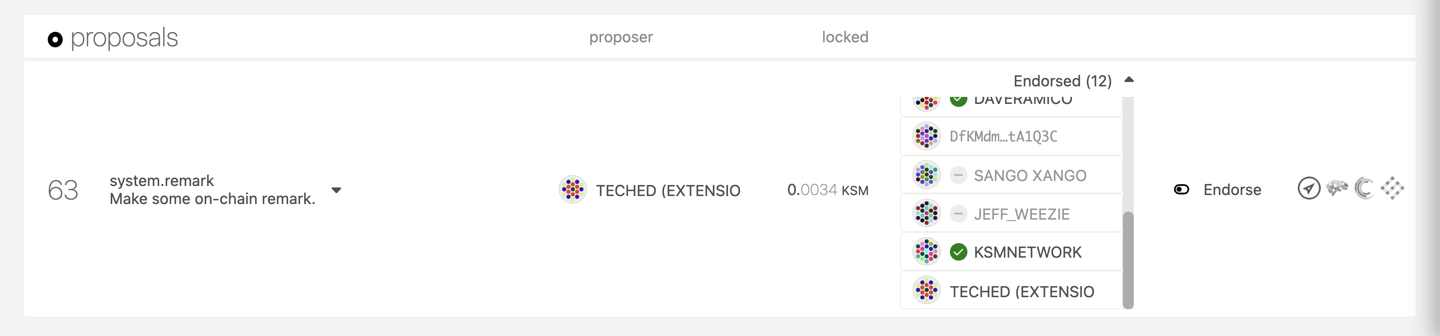 proposals
proposer
locked
Endorsed (12)
DAVERAMICO
DfKMdm…tA1Q3C
63
system.remark
Make some on-chain remark.
TECHED (EXTENSIO
0.0034 KSM
SANGO XANGO
Endorse
JEFF_WEEZIE
KSMNETWORK
TECHED (EXTENSIO